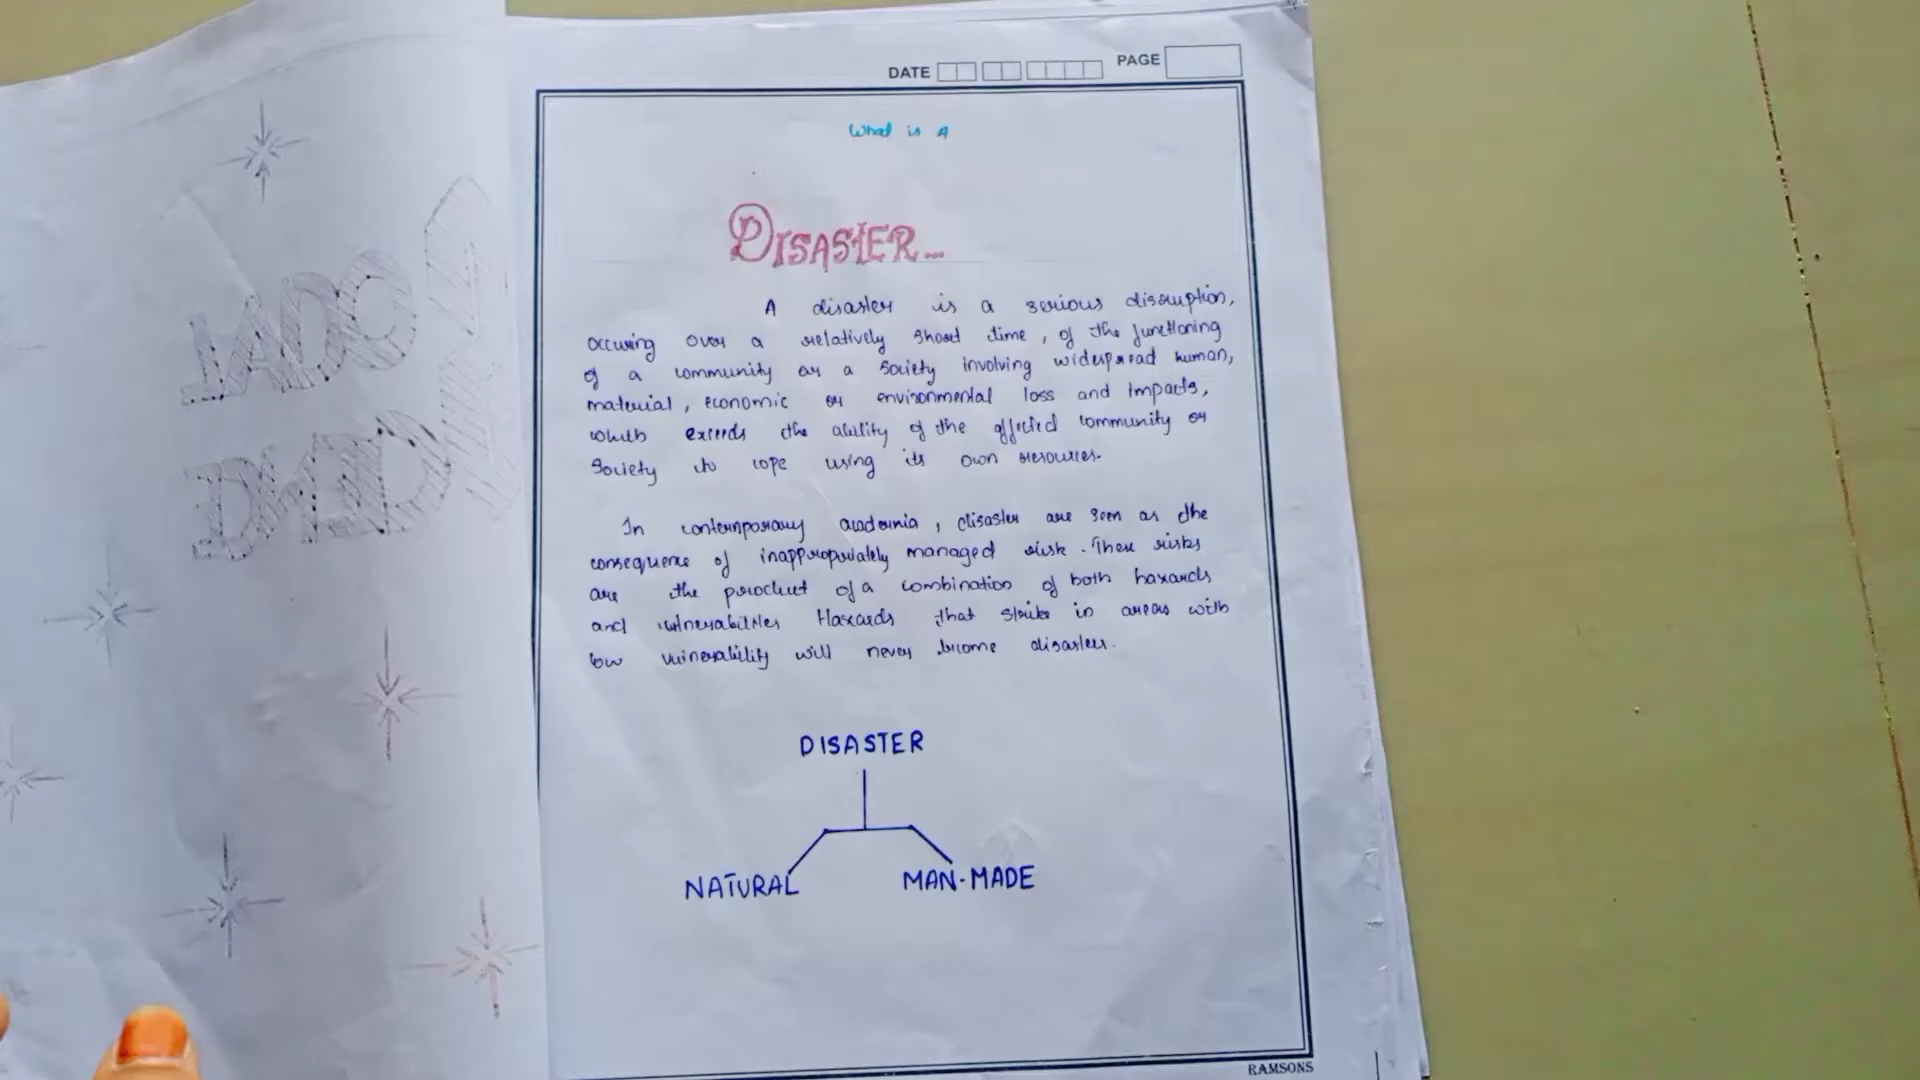 DATE PAGE
What is A
DISASTER...
A disaster is a serious disruption,
occuring over a relatively short time, of the functioning
of a community or a Society involving widespread human,
material, economic or environmental loss and impacts,
which exceeds the ability of the affected community or
Society to cope using its own resources.
In contemporary academia, disaster are seen as the
consequence of inappropriately managed risk. These risks
are the product of a combination of both hazards
and vulnerabilities Hazards that strike in areas with
low vulnerability will never become disasters.
DISASTER
NATURAL MAN-MADE
RAMSONS